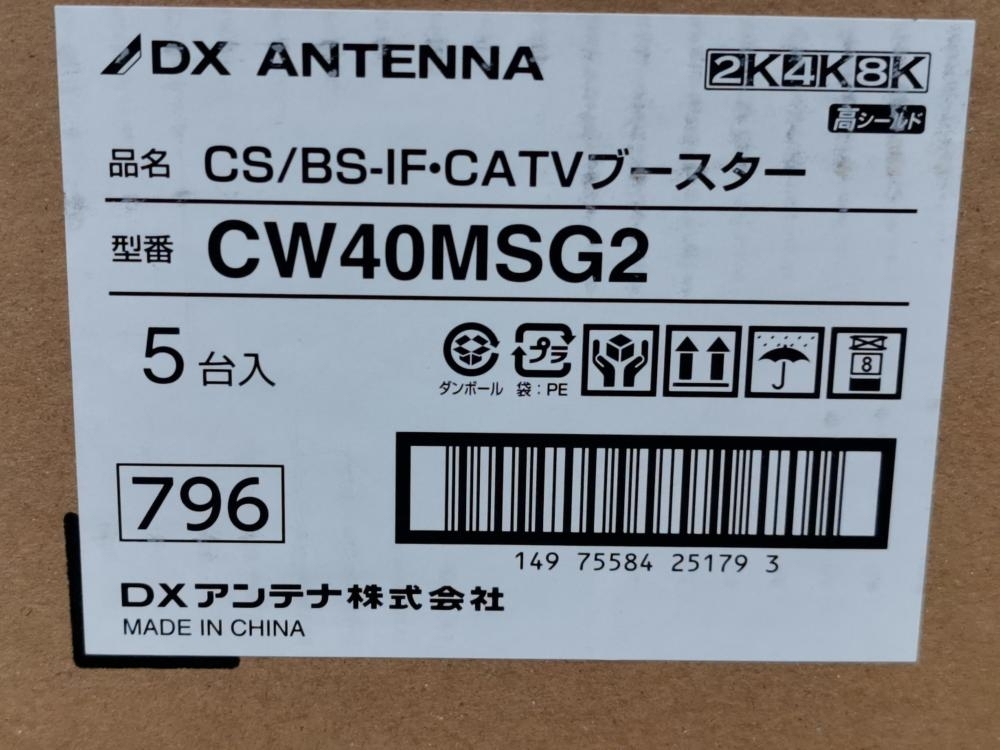 DX ANTENNA
2K4K8K
高シールド
品名 CS/BS-IF・CATVブースター
型番 CW40MSG2
5台入
ダンボール
プラ
袋：PE
8
796
149 75584 25179 3
DXアンテナ株式会社
MADE IN CHINA